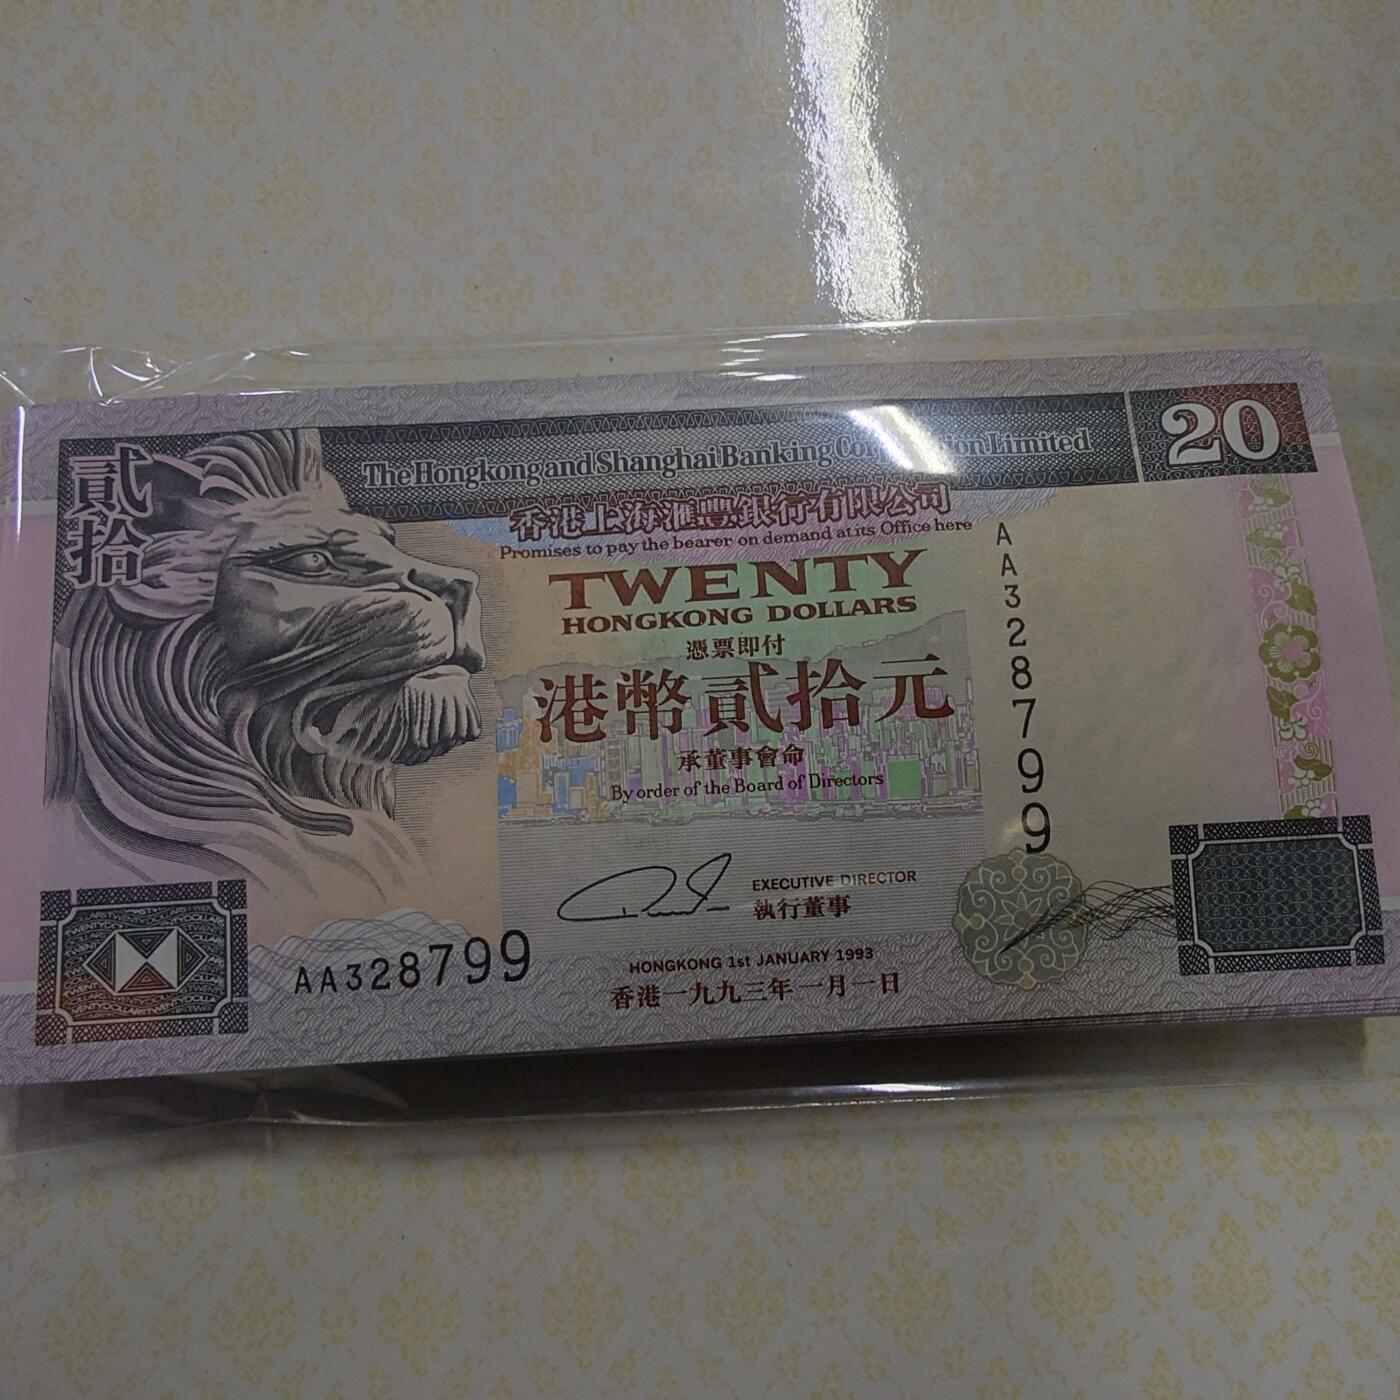 The Hongkong and Shanghai Banking Corporation Limited
20
貳拾
香港上海滙豐銀行有限公司
Promises to pay the bearer on demand at its Office here
TWENTY
HONGKONG DOLLARS
憑票即付
港幣貳拾元
承董事會命
By order of the Board of Directors
AA328799
EXECUTIVE DIRECTOR
執行董事
AA328799
HONGKONG 1st JANUARY 1993
香港一九九三年一月一日